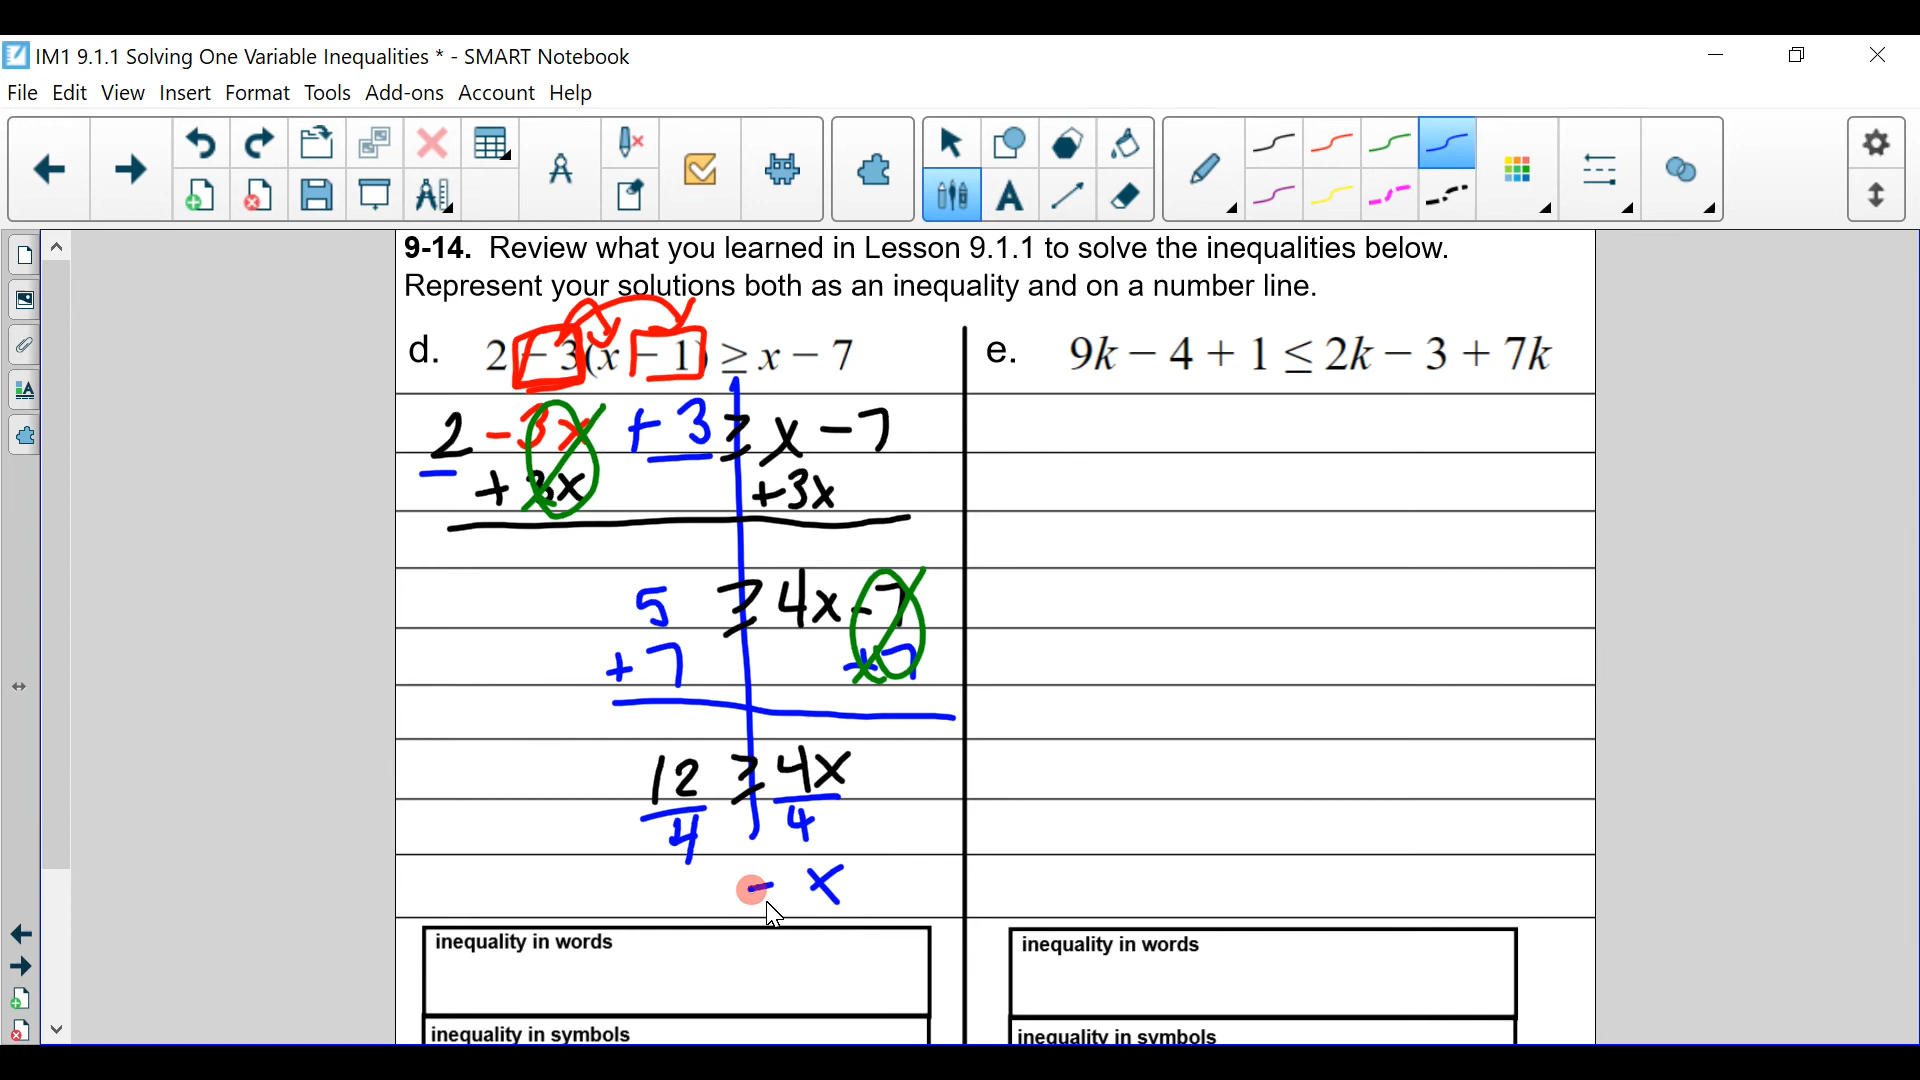 IM1 9.1.1 Solving One Variable Inequalities * - SMART Notebook
File Edit View Insert Format Tools Add-ons Account Help
9-14. Review what you learned in Lesson 9.1.1 to solve the inequalities below.
Represent your solutions both as an inequality and on a number line.
d. 2 − 3(x − 1) ≥ x − 7
2 − 3x + 3 ≥ x − 7
+ 3x +3x
5 ≥ 4x - 7
+ 7 + 7
12 ≥ 4x
4 4
− x
inequality in words
inequality in symbols
e. 9k − 4 + 1 ≤ 2k − 3 + 7k
inequality in words
inequality in symbols